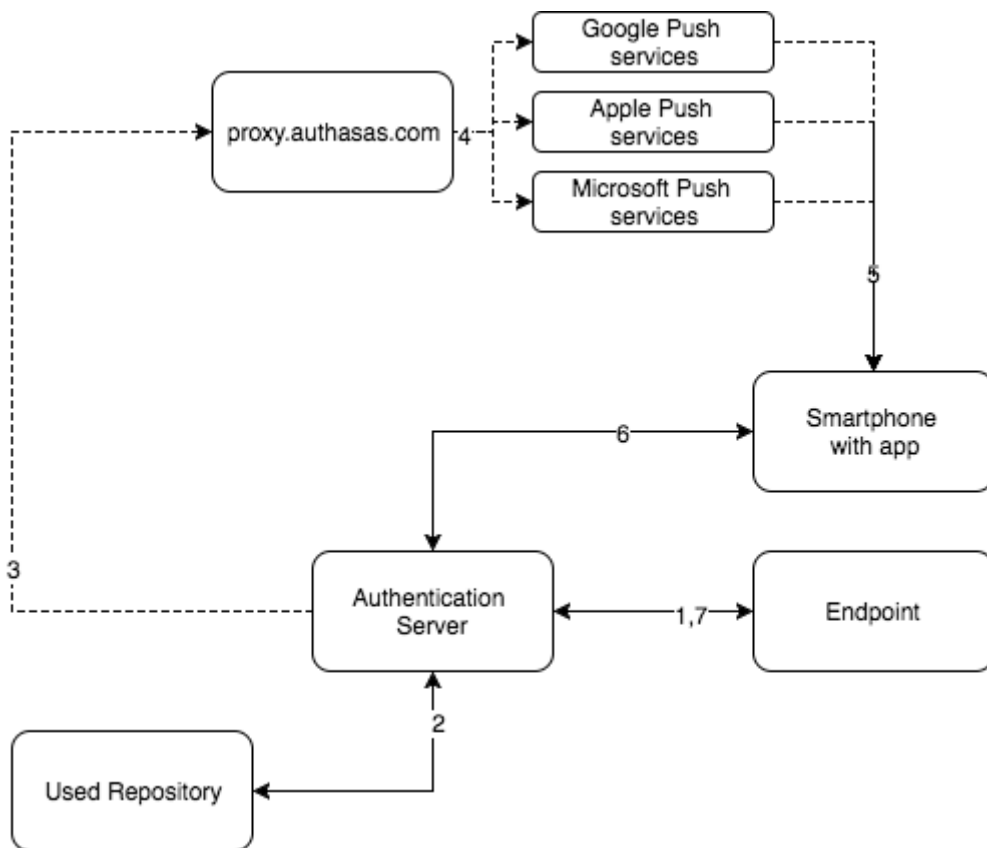 Google Push
services
proxy.authasas.com
4
Apple Push
services
Microsoft Push
services
5
Smartphone
with app
6
3
Authentication
Server
1,7
Endpoint
2
Used Repository